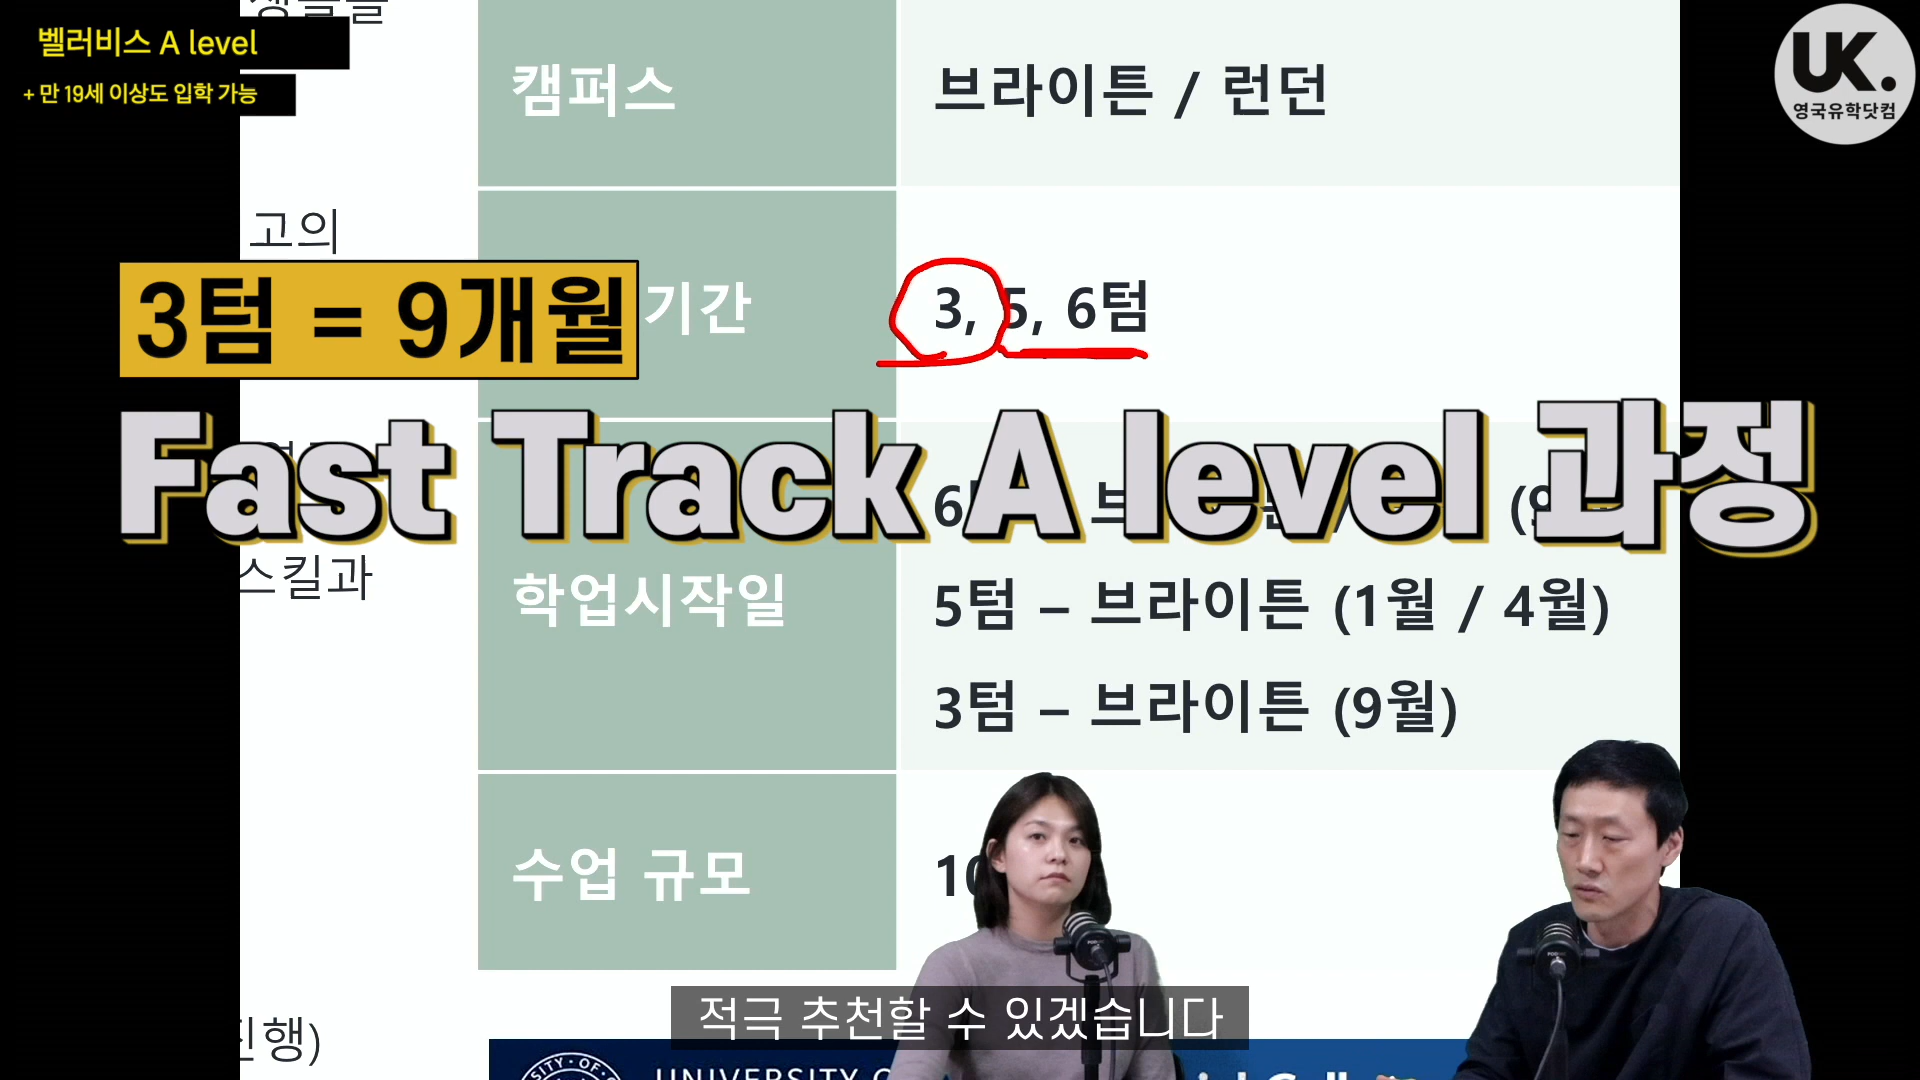 벨러비스 A level
+ 만 19세 이상도 입학 가능
UK.
영국유학닷컴
캠퍼스
브라이튼 / 런던
고의
3텀 = 9개월
기간
3, 5, 6텀
Fast Track A level 과정
스킬과
학업시작일
5텀 – 브라이튼 (1월 / 4월)
3텀 – 브라이튼 (9월)
수업 규모
10
적극 추천할 수 있겠습니다
진행)
UNIVERSITY